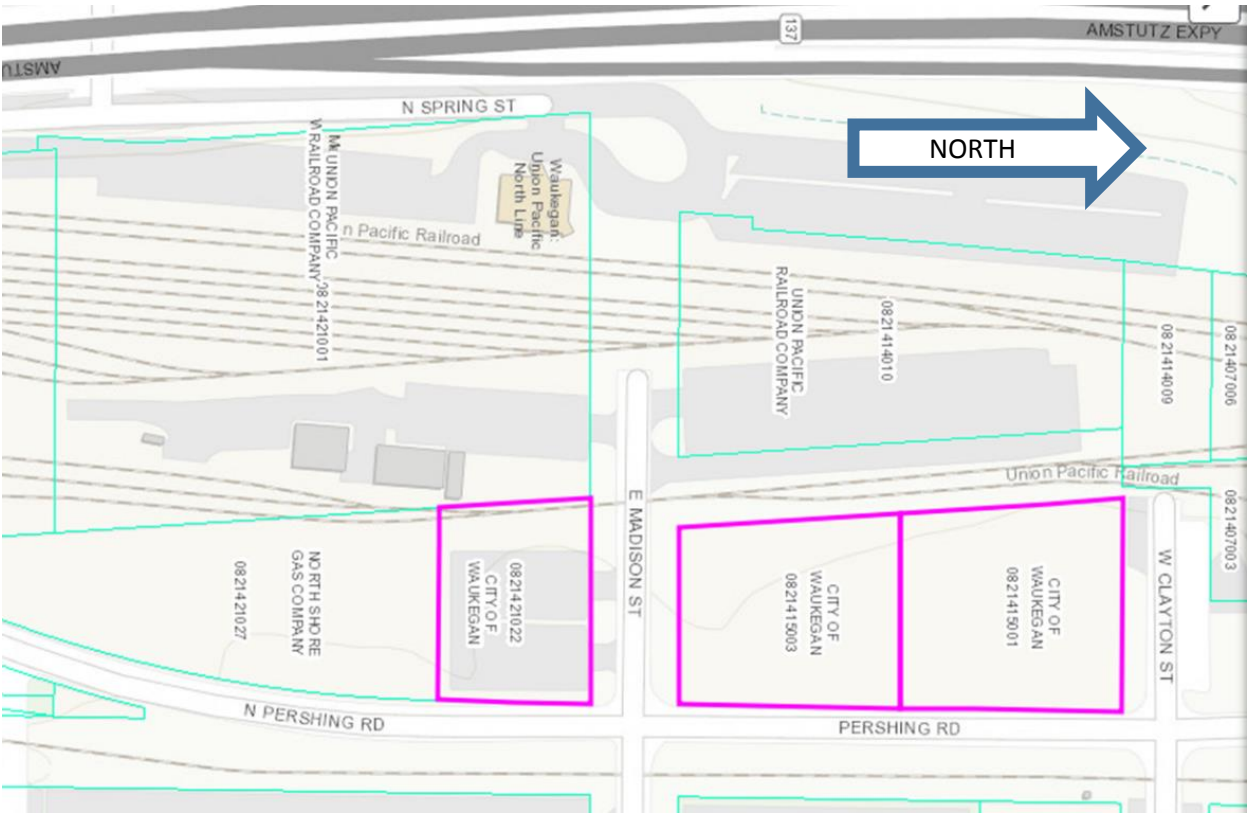 137
AMSTUTZ EXPY
N SPRING ST
NORTH
UNION PACIFIC
RAILROAD COMPANY
0821421001
n Pacific Railroad
Waukegan:
Union Pacific
North Line
UNION PACIFIC
RAILROAD COMPANY
0821414010
0821414009
0821407006
Union Pacific Railroad
0821407003
E MADISON ST
W CLAYTON ST
NORTH SHORE
GAS COMPANY
0821421027
0821421022
CITY OF
WAUKEGAN
CITY OF
WAUKEGAN
0821415003
CITY OF
WAUKEGAN
0821415001
N PERSHING RD
PERSHING RD